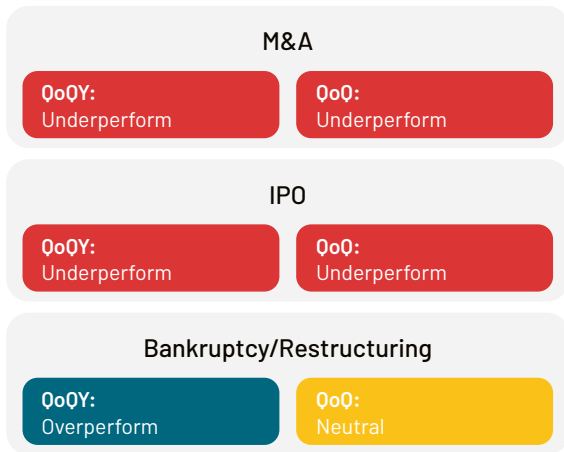 M&A
QoQY:
Underperform
QoQ:
Underperform
IPO
QoQY:
Underperform
QoQ:
Underperform
Bankruptcy/Restructuring
QoQY:
Overperform
QoQ:
Neutral